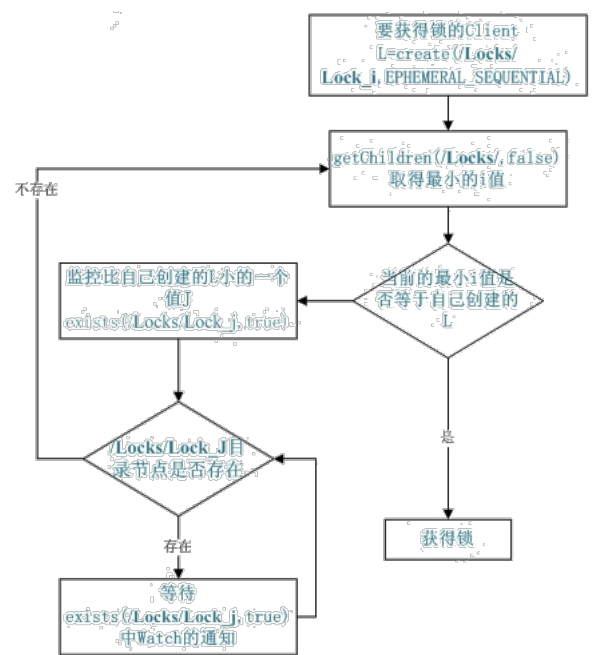 要获得锁的Client
L=create(/Locks/
Lock_i,EPHEMERAL_SEQUENTIAL)
getChildren(/Locks/,false)
取得最小的i值
不存在
当前的最小i值是
否等于自己创建的
L
监控比自己创建的L小的一个
值J
exists(/Locks/Lock_j,true)
/Locks/Lock_J目
录节点是否存在
是
获得锁
存在
等待
exists(/Locks/Lock_j,true)
中Watch的通知